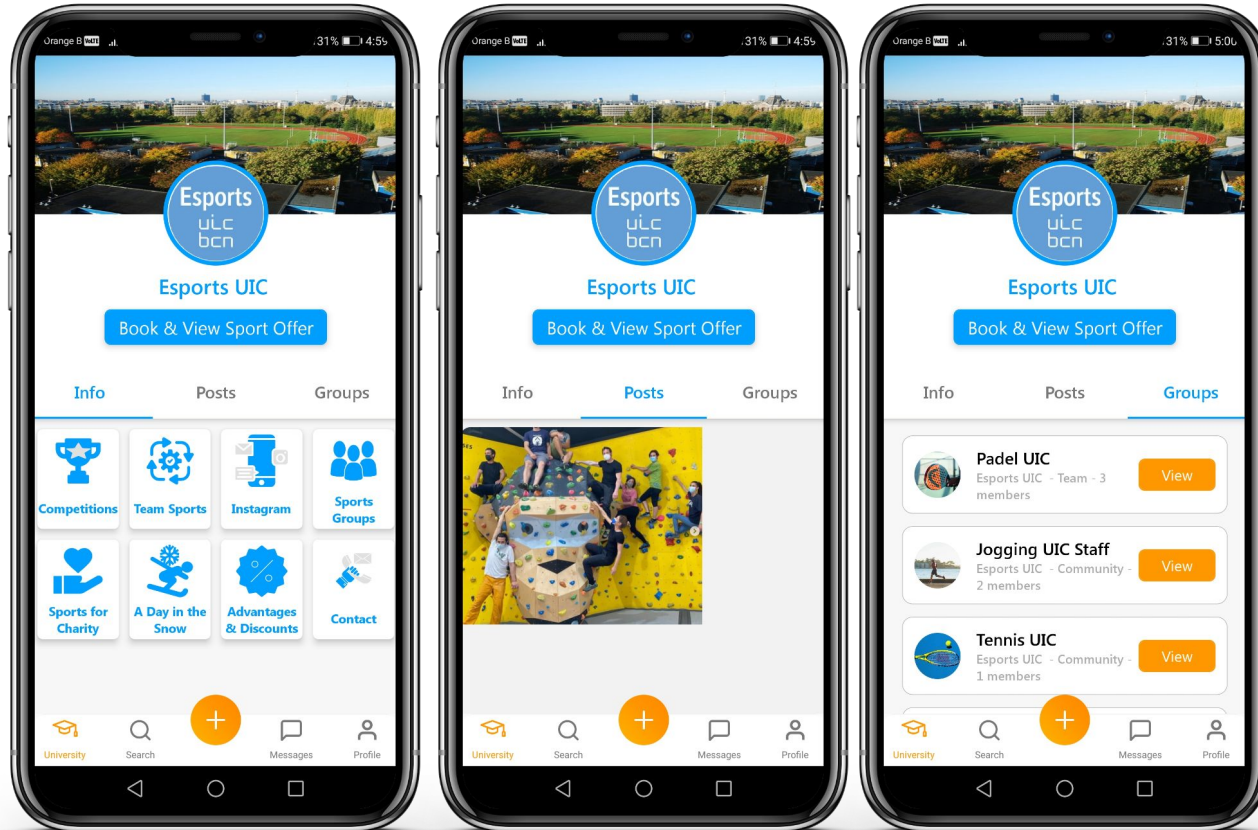 Orange B VoLTE
31% 4:59
Esports
uic
bcn
Esports UIC
Book & View Sport Offer
Info Posts Groups
Competitions
Team Sports
Instagram
Sports
Groups
Sports for
Charity
A Day in the
Snow
Advantages
& Discounts
Contact
University
Search
Messages
Profile
Orange B VoLTE
31% 4:59
Esports
uic
bcn
Esports UIC
Book & View Sport Offer
Info Posts Groups
University
Search
Messages
Profile
Orange B VoLTE
31% 5:00
Esports
uic
bcn
Esports UIC
Book & View Sport Offer
Info Posts Groups
Padel UIC
Esports UIC - Team - 3
members
View
Jogging UIC Staff
Esports UIC - Community -
2 members
View
Tennis UIC
Esports UIC - Community -
1 members
View
University
Search
Messages
Profile